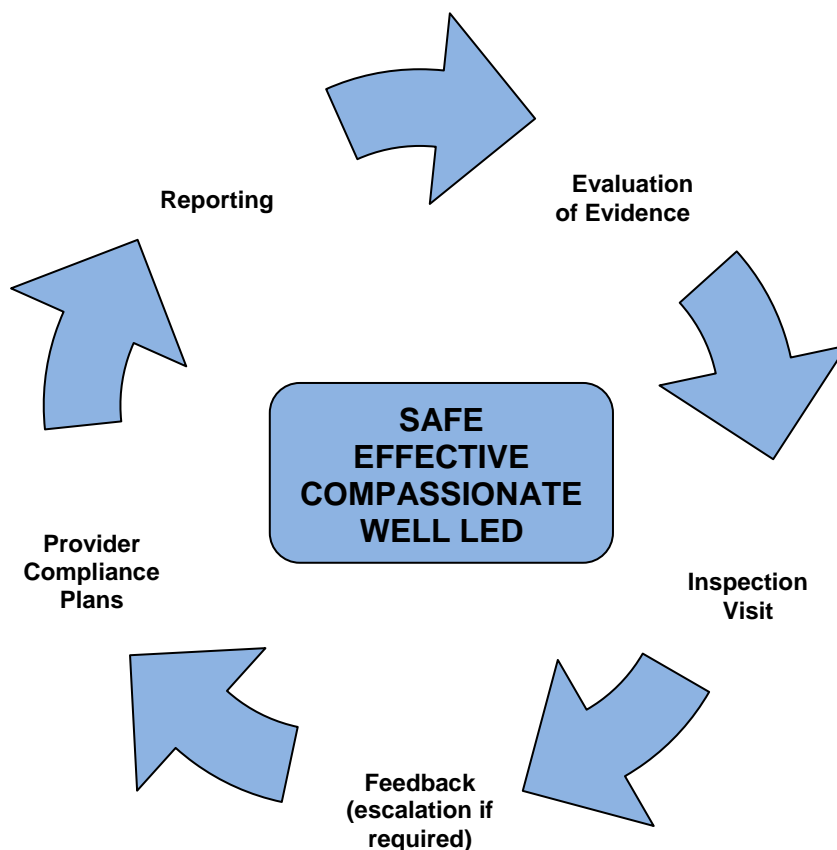 Reporting
Evaluation
of Evidence
SAFE
EFFECTIVE
COMPASSIONATE
WELL LED
Provider
Compliance
Plans
Inspection
Visit
Feedback
(escalation if
required)